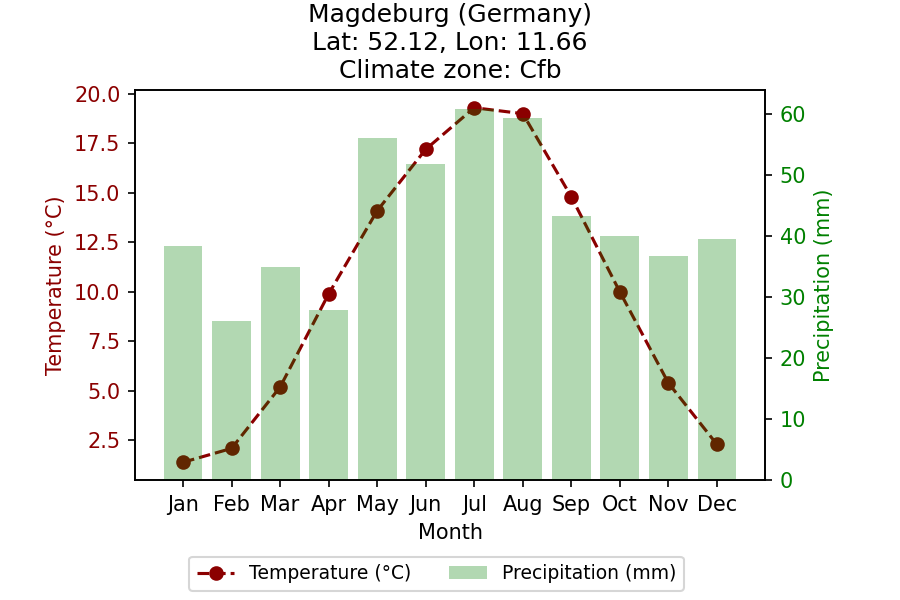 Magdeburg (Germany)
Lat: 52.12, Lon: 11.66
Climate zone: Cfb
20.0
17.5
15.0
12.5
10.0
7.5
5.0
2.5
Temperature (°C)
60
50
40
30
20
10
0
Precipitation (mm)
Jan Feb Mar Apr May Jun Jul Aug Sep Oct Nov Dec
Month
Temperature (°C) Precipitation (mm)